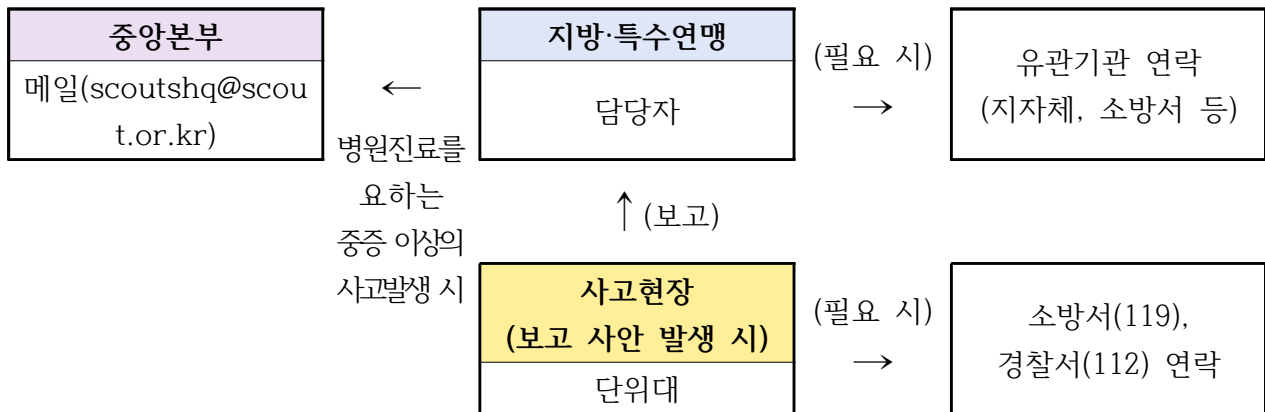 중앙본부
메일(scoutshq@scou
t.or.kr)
←
병원진료를
요하는
중증 이상의
사고발생 시
지방·특수연맹
담당자
(필요 시)
→
유관기관 연락
(지자체, 소방서 등)
↑(보고)
사고현장
(보고 사안 발생 시)
단위대
(필요 시)
→
소방서(119),
경찰서(112) 연락